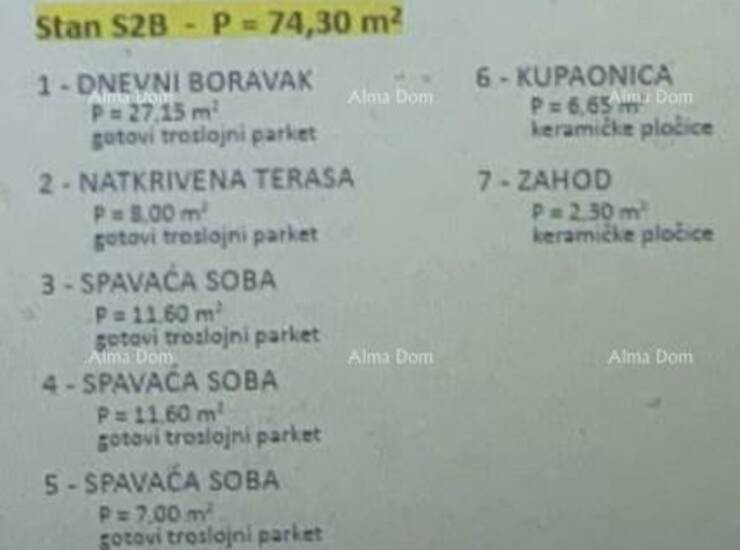 Stan S2B - P = 74,30 m²
1 - DNEVNI BORAVAK
P = 27,15 m²
gotovi troslojni parket
2 - NATKRIVENA TERASA
P = 8,00 m²
gotovi troslojni parket
3 - SPAVAĆA SOBA
P = 11,60 m²
gotovi troslojni parket
4 - SPAVAĆA SOBA
P = 11,60 m²
gotovi troslojni parket
5 - SPAVAĆA SOBA
P = 7,00 m²
gotovi troslojni parket
6 - KUPAONICA
P = 6,65 m²
keramičke pločice
7 - ZAHOD
P = 2,30 m²
keramičke pločice
Alma Dom
Alma Dom
Alma Dom
Alma Dom
Alma Dom
Alma Dom